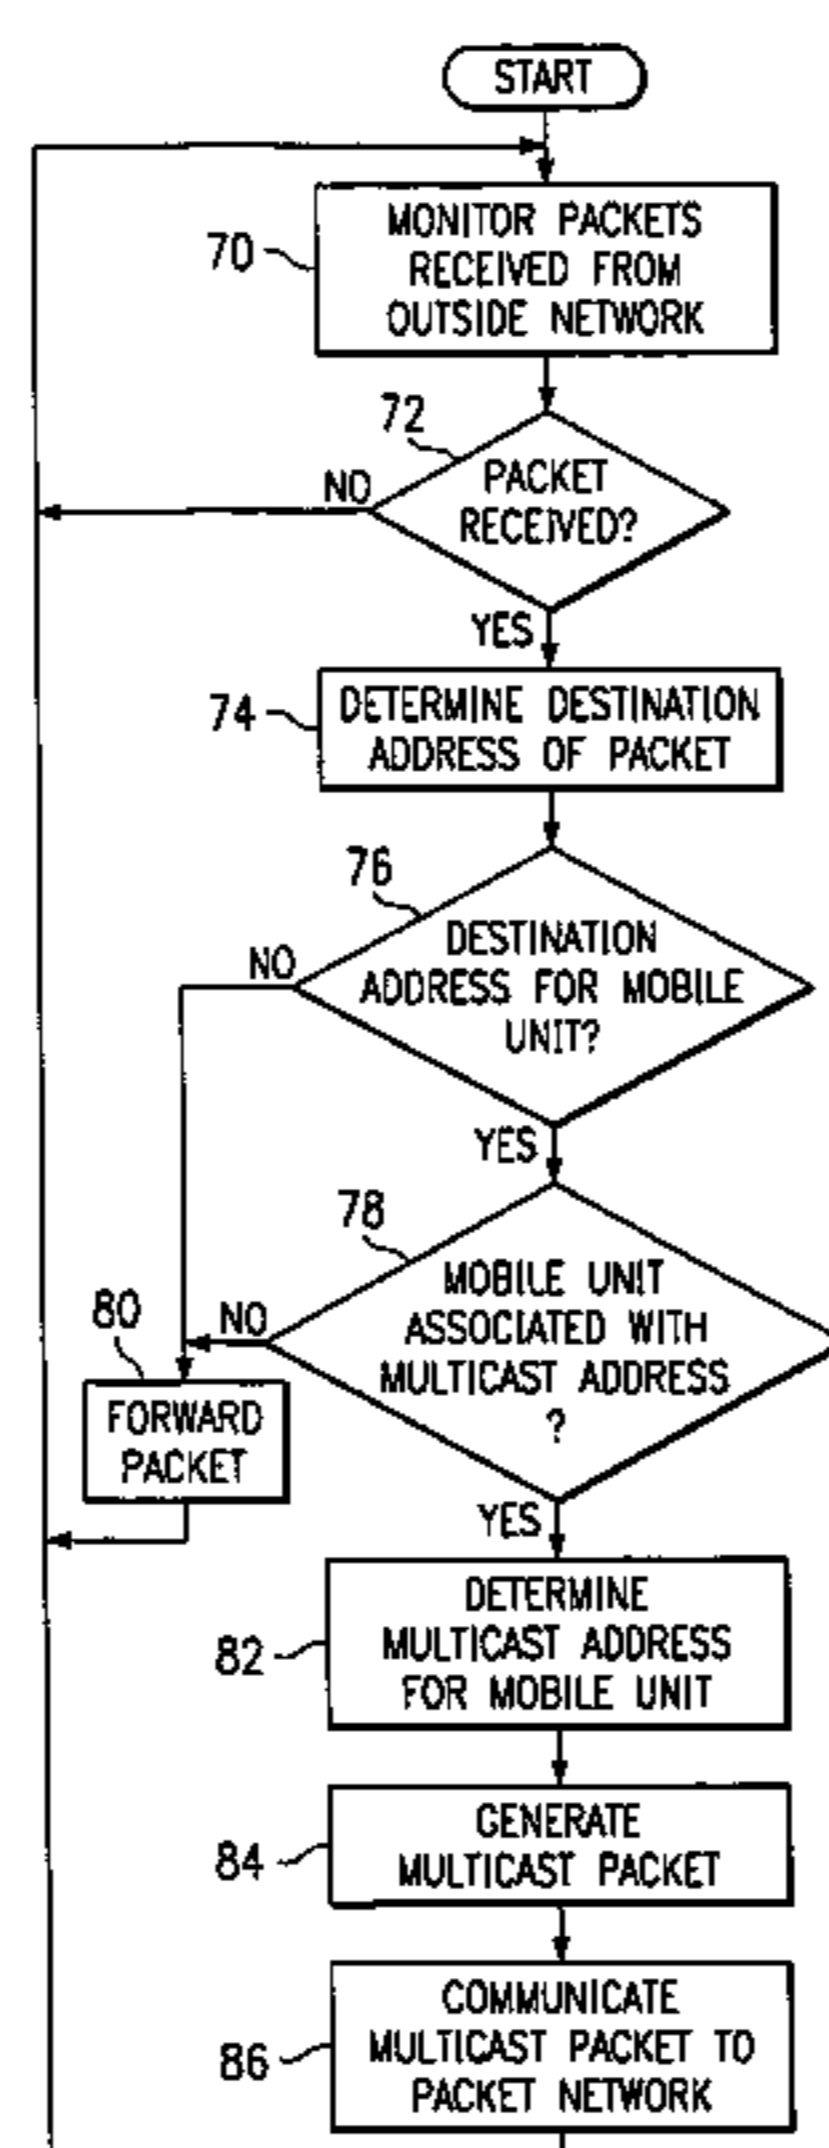 START
70
MONITOR PACKETS
RECEIVED FROM
OUTSIDE NETWORK
72
NO
PACKET
RECEIVED?
YES
74
DETERMINE DESTINATION
ADDRESS OF PACKET
76
NO
DESTINATION
ADDRESS FOR MOBILE
UNIT?
YES
78
NO
MOBILE UNIT
ASSOCIATED WITH
MULTICAST ADDRESS
?
80
FORWARD
PACKET
YES
82
DETERMINE
MULTICAST ADDRESS
FOR MOBILE UNIT
84
GENERATE
MULTICAST PACKET
86
COMMUNICATE
MULTICAST PACKET TO
PACKET NETWORK